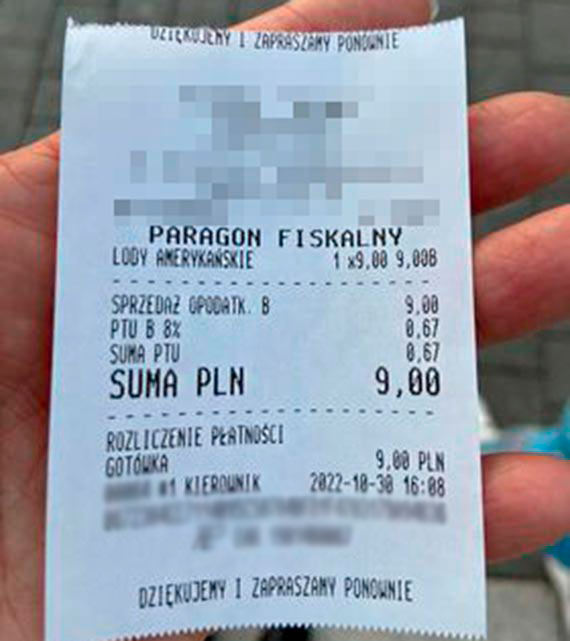 DZIĘKUJEMY I ZAPRASZAMY PONOWNIE
PARAGON FISKALNY
LODY AMERYKAŃSKIE 1 x9,00 9,00B
SPRZEDAŻ OPODATK. B 9,00
PTU B 8% 0,67
SUMA PTU 0,67
SUMA PLN 9,00
ROZLICZENIE PŁATNOŚCI
GOTÓWKA 9,00 PLN
#1 KIEROWNIK 2022-10-30 16:08
DZIĘKUJEMY I ZAPRASZAMY PONOWNIE